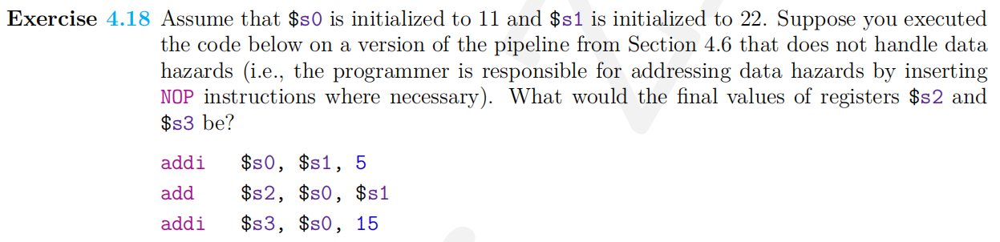 Exercise 4.18 Assume that $s0 is initialized to 11 and $s1 is initialized to 22. Suppose you executed
the code below on a version of the pipeline from Section 4.6 that does not handle data
hazards (i.e., the programmer is responsible for addressing data hazards by inserting
NOP instructions where necessary). What would the final values of registers $s2 and
$s3 be?
addi $s0, $s1, 5
add $s2, $s0, $s1
addi $s3, $s0, 15